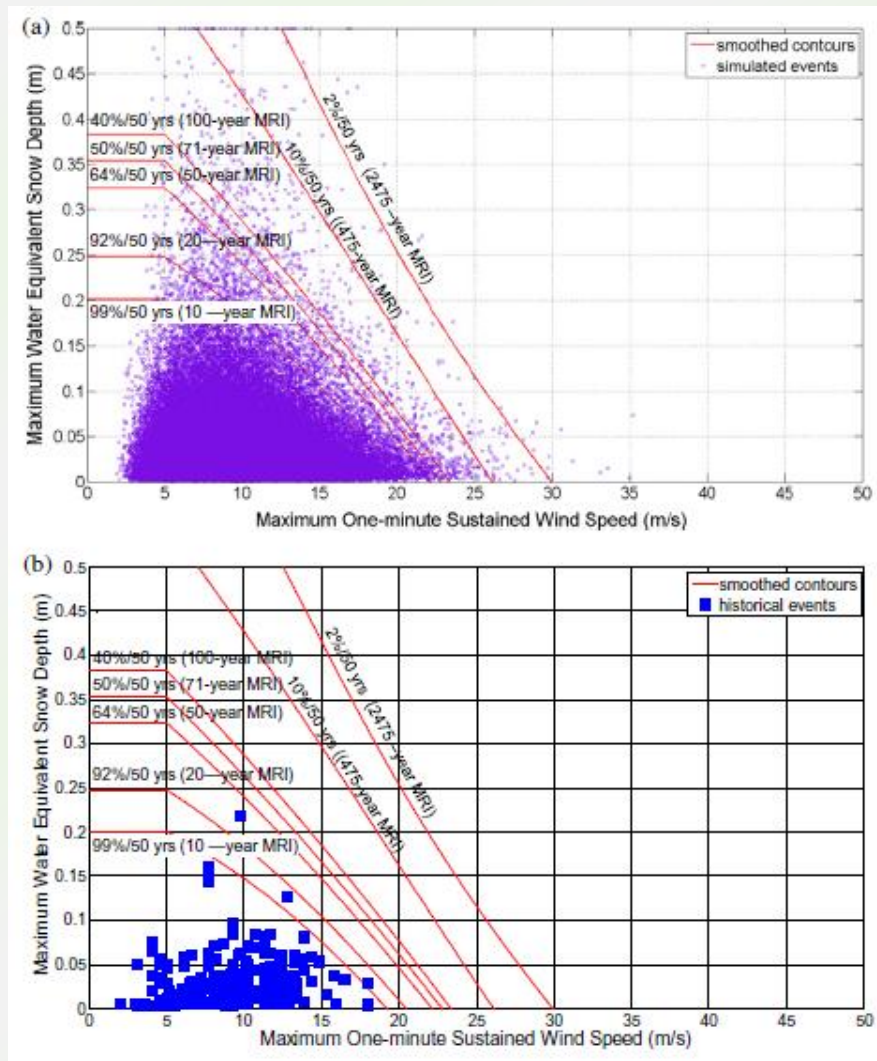 (a)
0.5
smoothed contours
simulated events
0.45
0.4
40%/50 yrs (100-year MRI)
2%/50 yrs (2475 –year MRI)
0.35
50%/50 yrs (71-year MRI)
10%/50 yrs ((475-year MRI)
0.3
64%/50 yrs (50-year MRI)
0.25
92%/50 yrs (20—year MRI)
0.2
99%/50 yrs (10 —year MRI)
0.15
0.1
0.05
0
Maximum Water Equivalent Snow Depth (m)
0 5 10 15 20 25 30 35 40 45 50
Maximum One-minute Sustained Wind Speed (m/s)
(b)
0.5
smoothed contours
historical events
0.45
0.4
40%/50 yrs (100-year MRI)
2%/50 yrs (2475 –year MRI)
0.35
50%/50 yrs (71-year MRI)
10%/50 yrs ((475-year MRI)
0.3
64%/50 yrs (50-year MRI)
0.25
92%/50 yrs (20—year MRI)
0.2
99%/50 yrs (10 —year MRI)
0.15
0.1
0.05
0
Maximum Water Equivalent Snow Depth (m)
0 5 10 15 20 25 30 35 40 45 50
Maximum One-minute Sustained Wind Speed (m/s)